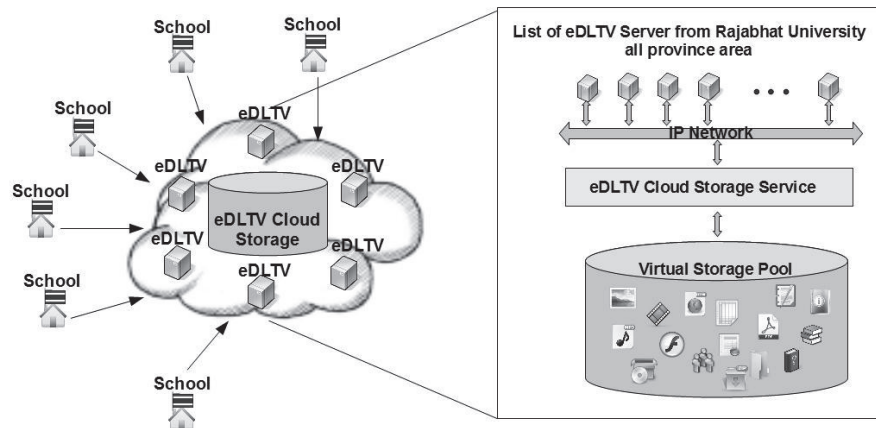 School
School
School
School
School
School
eDLTV
eDLTV
eDLTV
eDLTV
eDLTV
eDLTV
eDLTV Cloud
Storage
List of eDLTV Server from Rajabhat University
all province area
IP Network
eDLTV Cloud Storage Service
Virtual Storage Pool